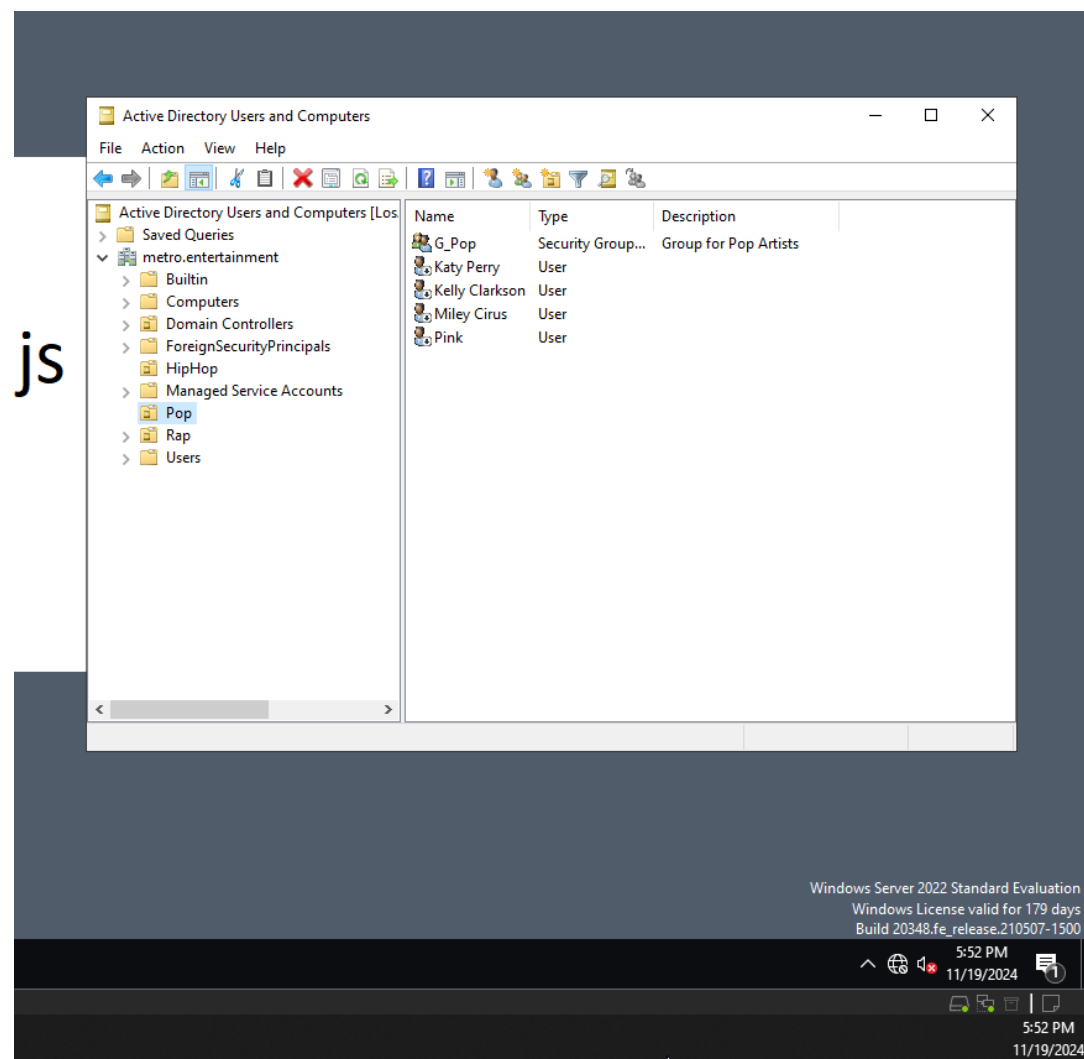 Active Directory Users and Computers
File Action View Help
Active Directory Users and Computers [Los
Saved Queries
metro.entertainment
Builtin
Computers
Domain Controllers
ForeignSecurityPrincipals
HipHop
Managed Service Accounts
Pop
Rap
Users
Name Type Description
G_Pop Security Group... Group for Pop Artists
Katy Perry User
Kelly Clarkson User
Miley Cirus User
Pink User
js
Windows Server 2022 Standard Evaluation
Windows License valid for 179 days
Build 20348.fe_release.210507-1500
5:52 PM
11/19/2024
1
5:52 PM
11/19/2024